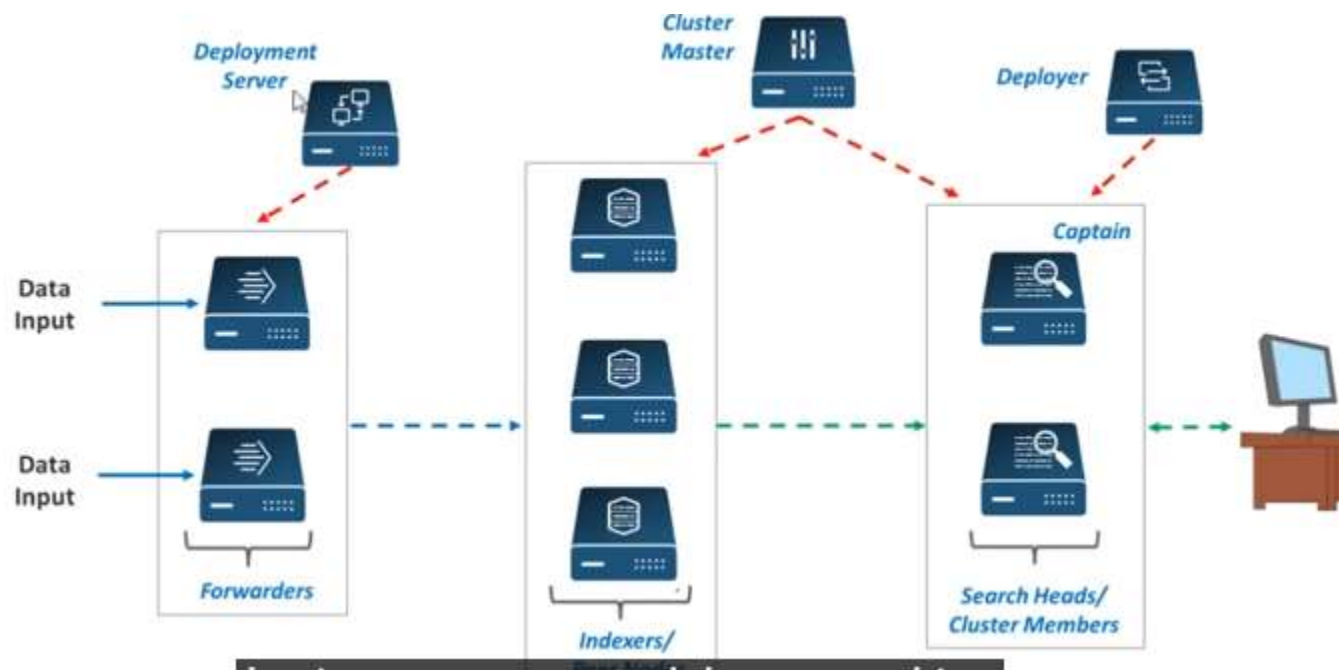 Deployment
Server
Cluster
Master
Deployer
Captain
Data
Input
Data
Input
Forwarders
Indexers/
Search Heads/
Cluster Members